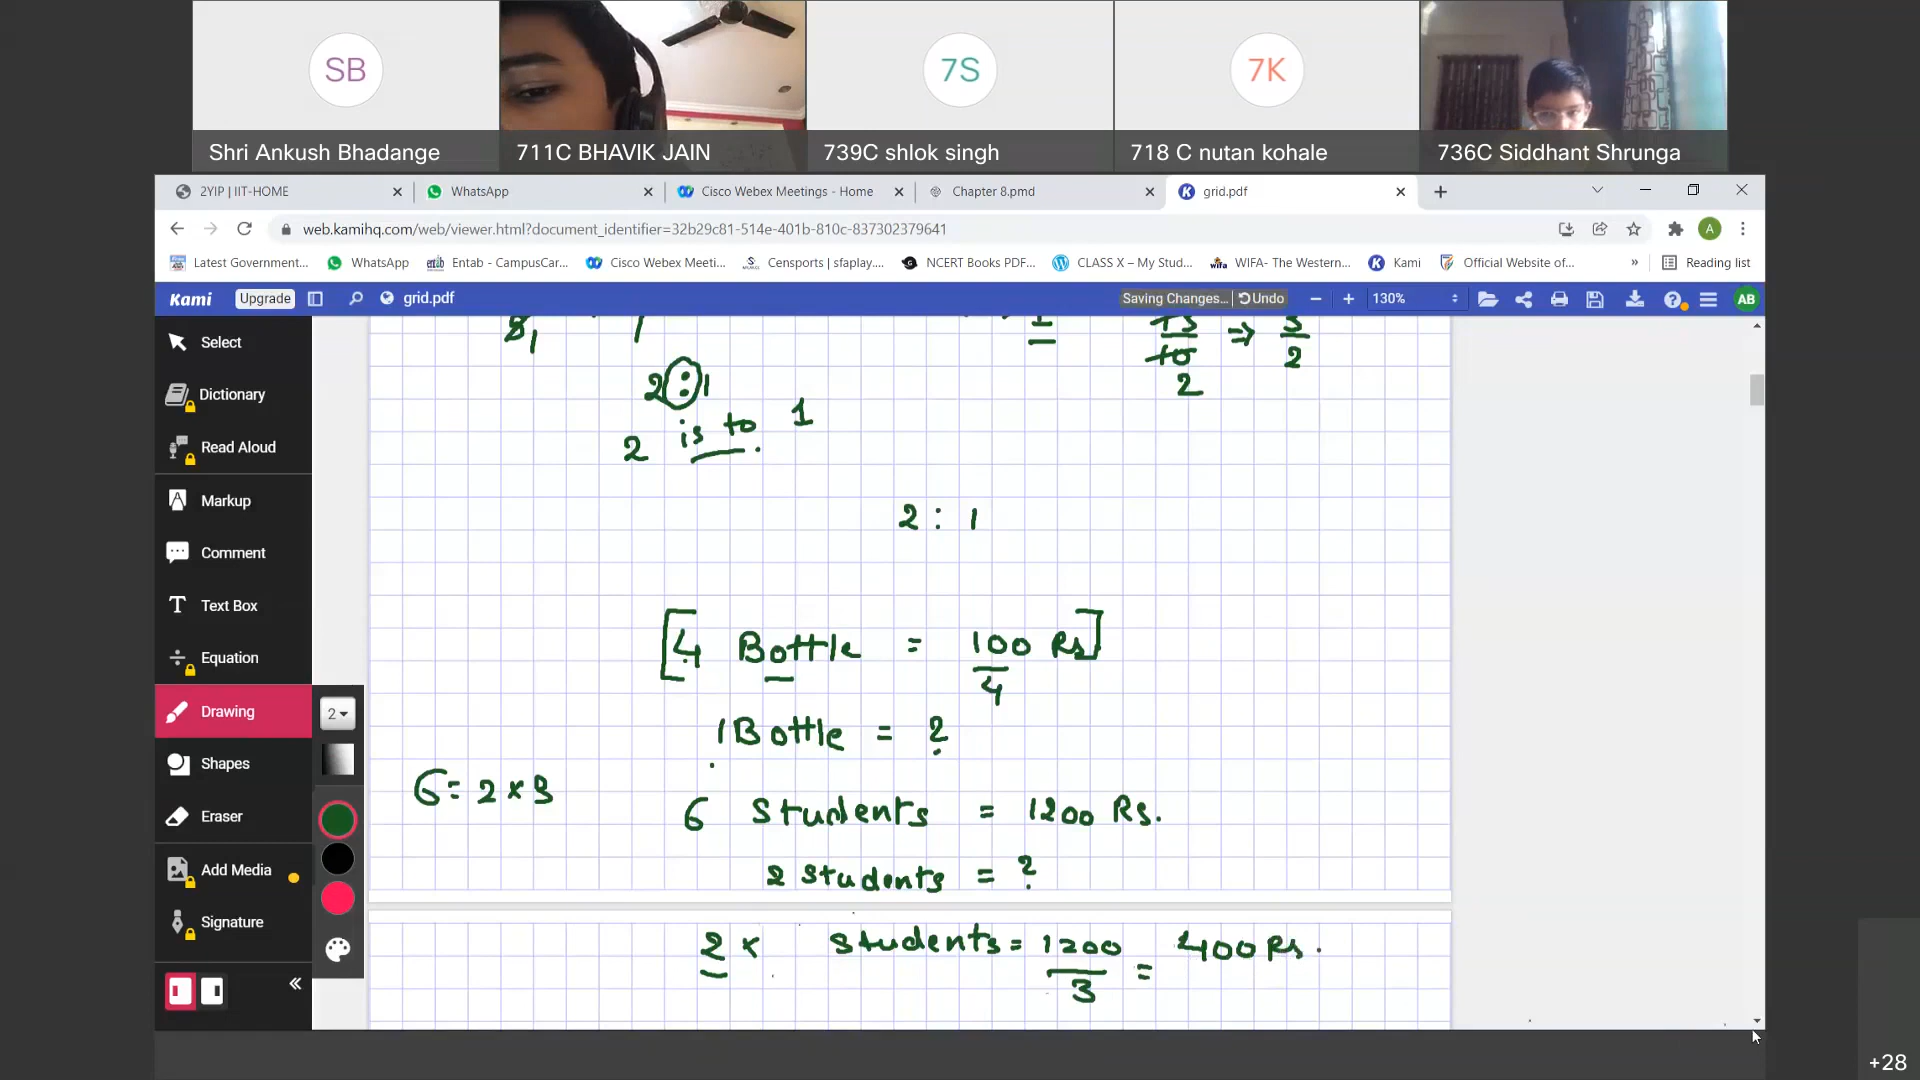 SB
7S
7K
Shri Ankush Bhadange
711C BHAVIK JAIN
739C shlok singh
718 C nutan kohale
736C Siddhant Shrunga
2YIP | IIT-HOME
WhatsApp
Cisco Webex Meetings - Home
Chapter 8.pmd
grid.pdf
web.kamihq.com/web/viewer.html?document_identifier=32b29c81-514e-401b-810c-837302379641
A
Latest Government...
WhatsApp
Entab - CampusCar...
Cisco Webex Meeti...
Censports | sfaplay....
NCERT Books PDF...
CLASS X – My Stud...
WIFA- The Western...
Kami
Official Website of...
»
Reading list
Kami
Upgrade
grid.pdf
Saving Changes...
Undo
130%
AB
Select
Dictionary
Read Aloud
Markup
Comment
Text Box
Equation
Drawing
2
Shapes
Eraser
Add Media
Signature
⇒
2
2
2 : 1
2 is to 1
2 : 1
[4 Bottle = 100 Rs]
4
1 Bottle = ?
6 = 2 × 3
6 Students = 1200 Rs.
2 Students = ?
2 × Students = 1200 = 400 Rs.
3
+28